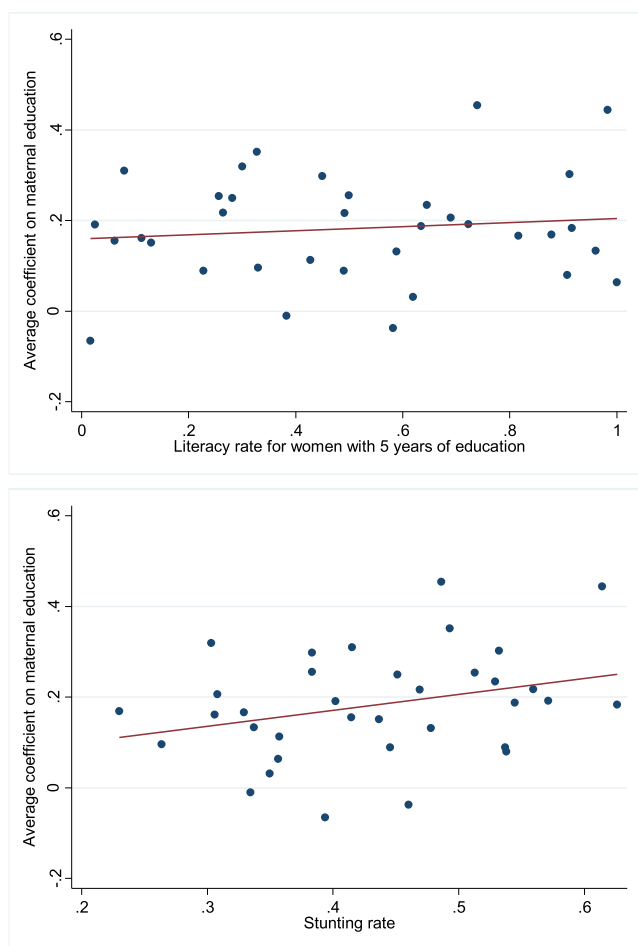 Average coefficient on maternal education
.6
.4
.2
0
-.2
0 .2 .4 .6 .8 1
Literacy rate for women with 5 years of education
Average coefficient on maternal education
.6
.4
.2
0
-.2
.2 .3 .4 .5 .6
Stunting rate